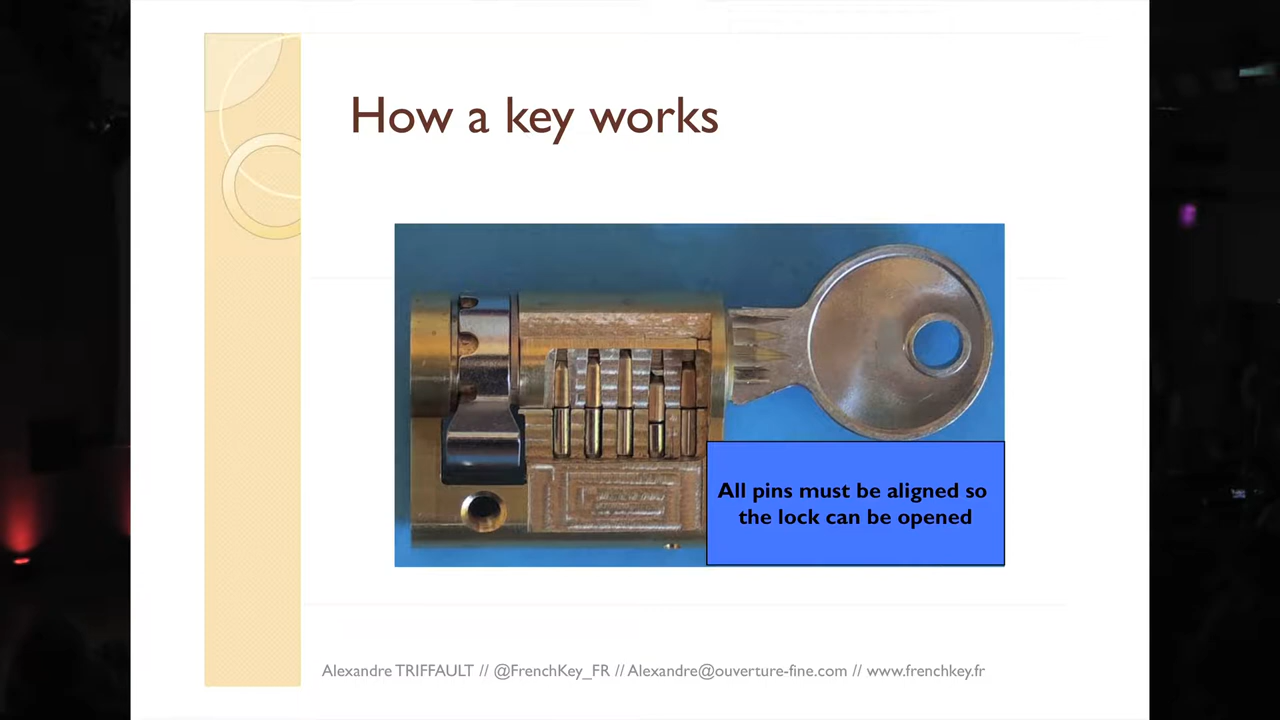 How a key works
All pins must be aligned so
the lock can be opened
Alexandre TRIFFAULT // @FrenchKey_FR // Alexandre@ouverture-fine.com // www.frenchkey.fr